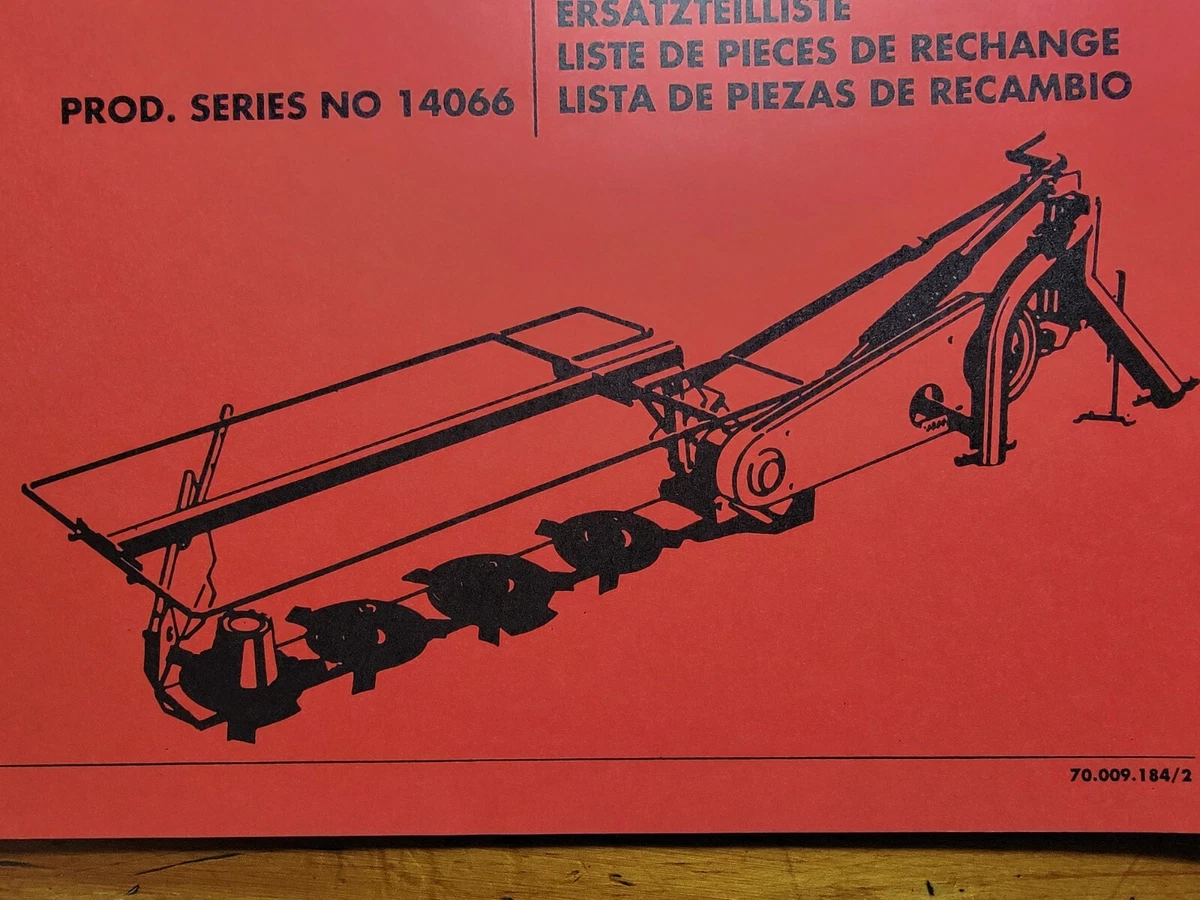 ERSATZTEILLISTE
LISTE DE PIECES DE RECHANGE
PROD. SERIES NO 14066
LISTA DE PIEZAS DE RECAMBIO
70.009.184/2